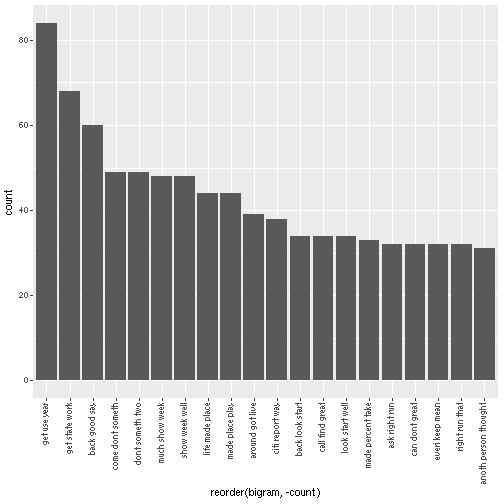 80
60
40
20
0
count
get use year
get state work
back good say
come dont someth
dont someth two
much show week
show week well
life made place
made place play
around got live
citi report way
back look start
call find great
look start well
made percent take
ask right run
can dont great
everi keep mean
right run that
anoth person thought
reorder(bigram, -count)